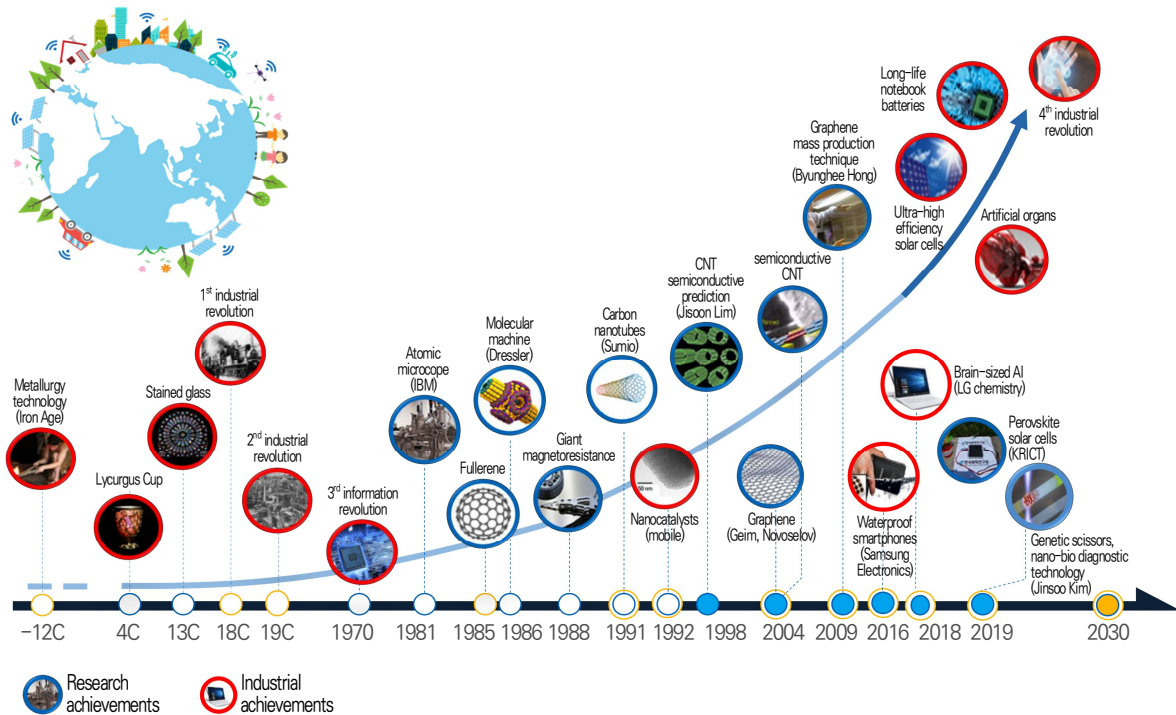 Metallurgy
technology
(Iron Age)
Lycurgus Cup
Stained glass
1st industrial
revolution
2nd industrial
revolution
3rd information
revolution
Atomic
microcope
(IBM)
Fullerene
Molecular
machine
(Dressler)
Giant
magnetoresistance
Carbon
nanotubes
(Sumio)
50 nm
Nanocatalysts
(mobile)
CNT
semiconductive
prediction
(Jisoon Lim)
semiconductive
CNT
Graphene
(Geim, Novoselov)
Graphene
mass production
technique
(Byunghee Hong)
Waterproof
smartphones
(Samsung
Electronics)
Ultra-high
efficiency
solar cells
Long-life
notebook
batteries
Brain-sized AI
(LG chemistry)
Perovskite
solar cells
(KRICT)
Genetic scissors,
nano-bio diagnostic
technology
(Jinsoo Kim)
Artificial organs
4th industrial
revolution
-12C
4C
13C
18C
19C
1970
1981
1985
1986
1988
1991
1992
1998
2004
2009
2016
2018
2019
2030
Research
achievements
Industrial
achievements